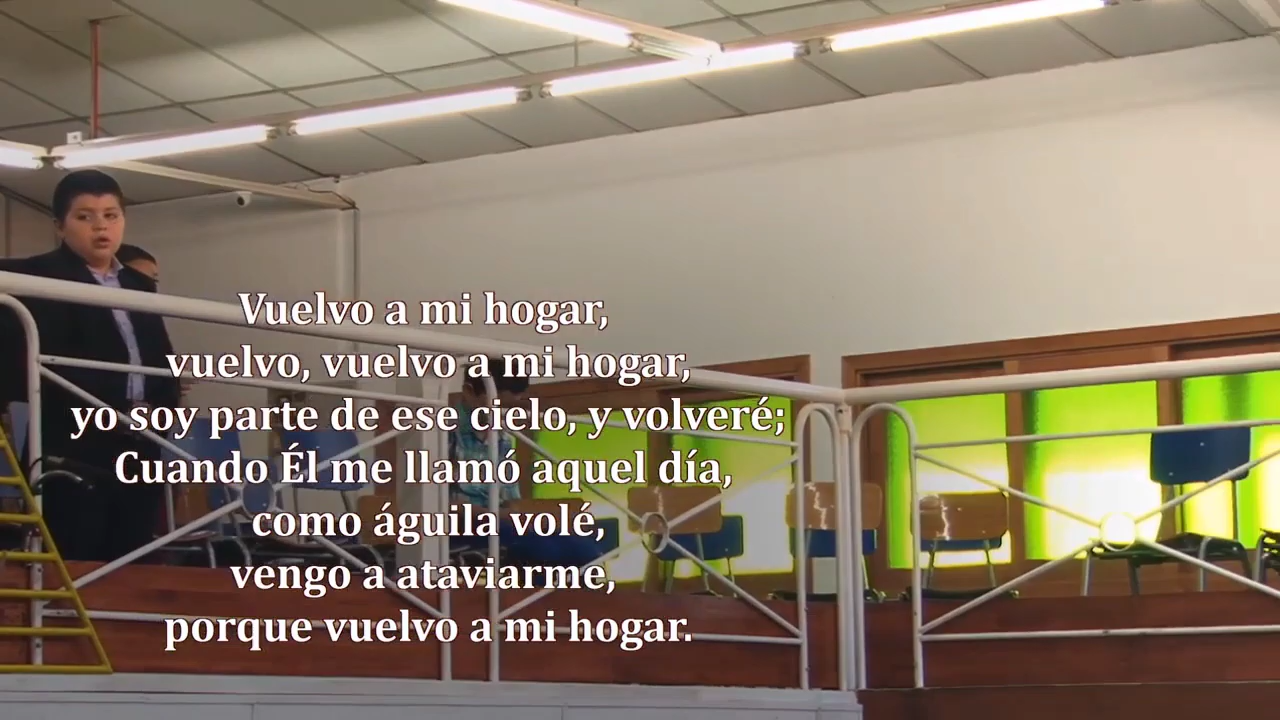 Vuelvo a mi hogar,
vuelvo, vuelvo a mi hogar,
yo soy parte de ese cielo, y volveré;
Cuando Él me llamó aquel día,
como águila volé,
vengo a ataviarme,
porque vuelvo a mi hogar.